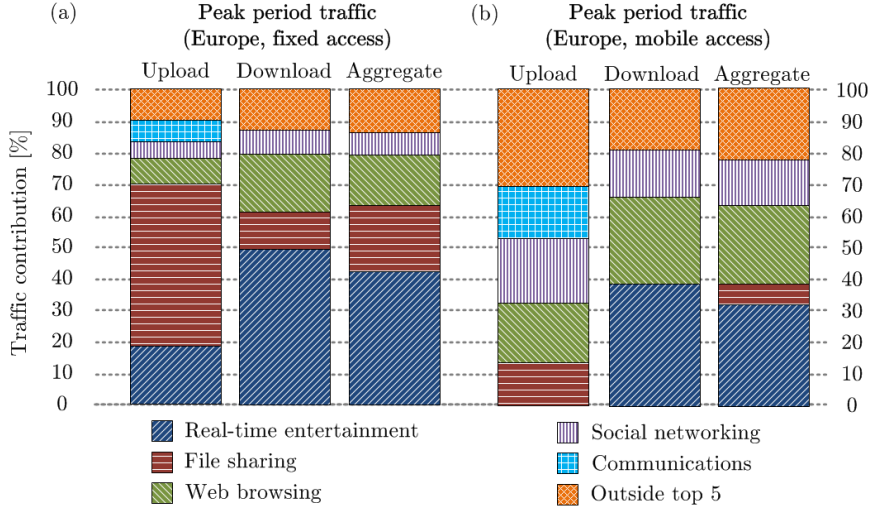 (a)
Peak period traffic
(Europe, fixed access)
Upload Download Aggregate
(b)
Peak period traffic
(Europe, mobile access)
Upload Download Aggregate
Traffic contribution [%]
100
90
80
70
60
50
40
30
20
10
0
100
90
80
70
60
50
40
30
20
10
0
Real-time entertainment
File sharing
Web browsing
Social networking
Communications
Outside top 5